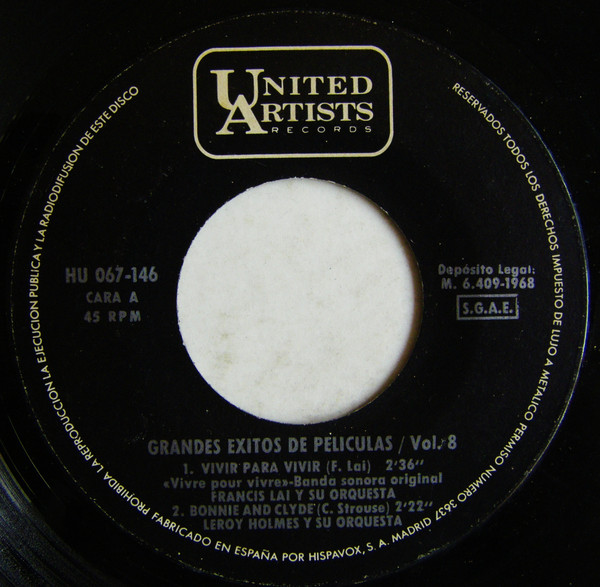 UNITED
ARTISTS
RECORDS
RESERVADOS TODOS LOS DERECHOS IMPUESTO DE LUJO A METALICO PERMISO NUMERO 3637
PROHIBIDA LA REPRODUCCION LA EJECUCION PUBLICA Y LA RADIODIFUSION DE ESTE DISCO
HU 067-146
CARA A
45 RPM
Depósito Legal:
M. 6.409-1968
S.G.A.E.
GRANDES EXITOS DE PELICULAS / Vol. 8
1. VIVIR PARA VIVIR (F. Lai) 2'36"
«Vivre pour vivre»-Banda sonora original
FRANCIS LAI Y SU ORQUESTA
2. BONNIE AND CLYDE (C. Strouse) 2'22"
LEROY HOLMES Y SU ORQUESTA
FABRICADO EN ESPAÑA POR HISPAVOX, S. A. MADRID